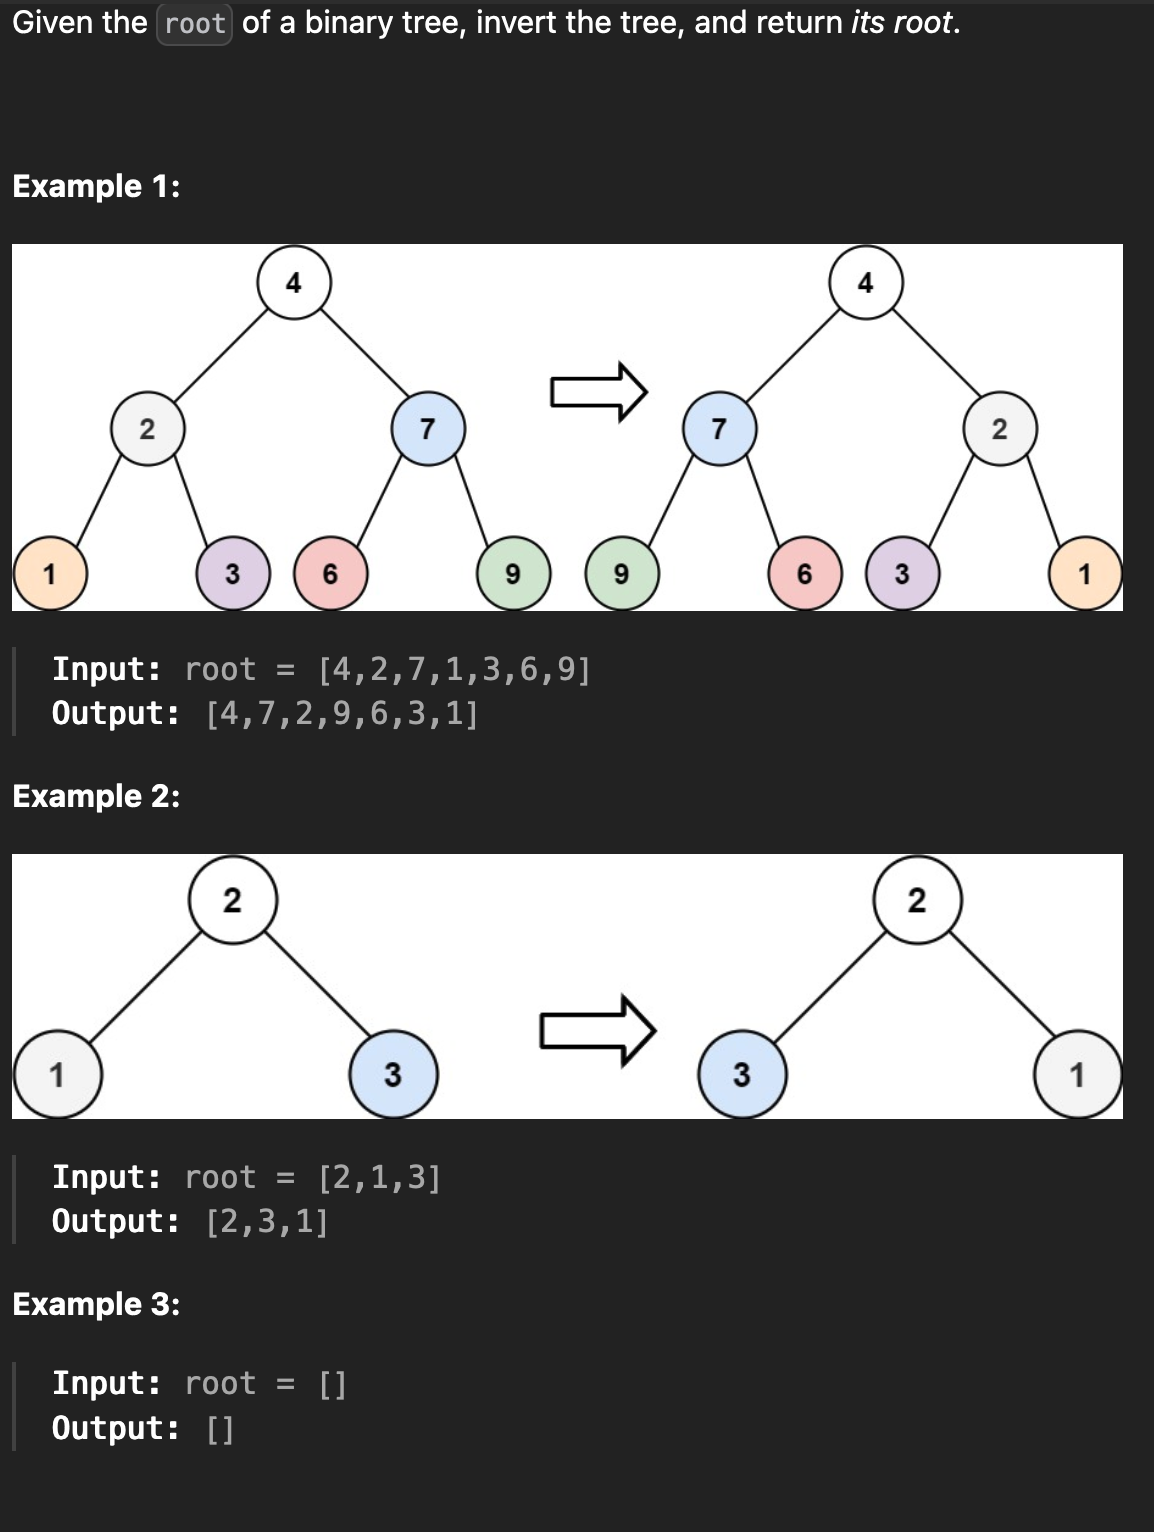 Given the root of a binary tree, invert the tree, and return its root.
Example 1:
4 4
2 7 7 2
1 3 6 9 9 6 3 1
Input: root = [4,2,7,1,3,6,9]
Output: [4,7,2,9,6,3,1]
Example 2:
2 2
1 3 3 1
Input: root = [2,1,3]
Output: [2,3,1]
Example 3:
Input: root = []
Output: []